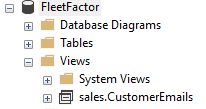 FleetFactor
Database Diagrams
Tables
Views
System Views
sales.CustomerEmails